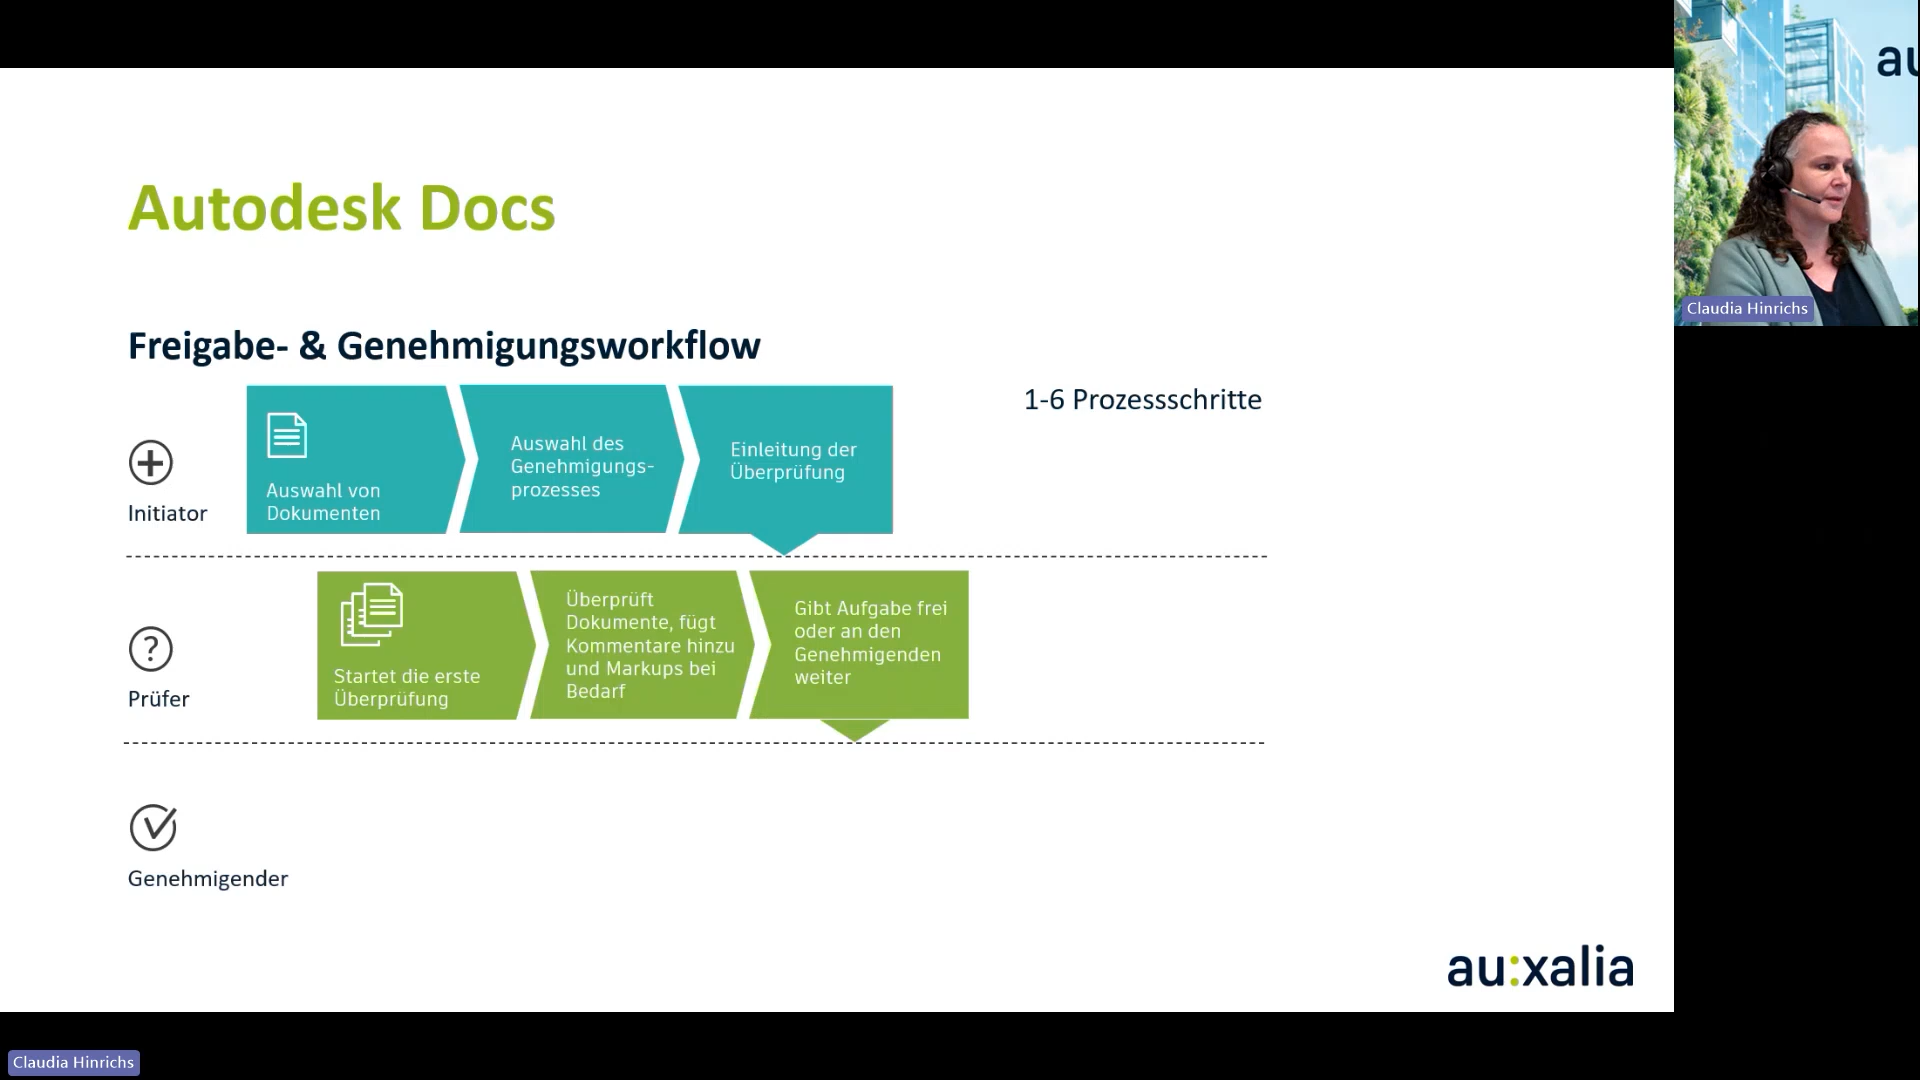 au
Claudia Hinrichs
Autodesk Docs
Freigabe- & Genehmigungsworkflow
1-6 Prozessschritte
Initiator
Auswahl von
Dokumenten
Auswahl des
Genehmigungs-
prozesses
Einleitung der
Überprüfung
Prüfer
Startet die erste
Überprüfung
Überprüft
Dokumente, fügt
Kommentare hinzu
und Markups bei
Bedarf
Gibt Aufgabe frei
oder an den
Genehmigenden
weiter
Genehmigender
au:xalia
Claudia Hinrichs